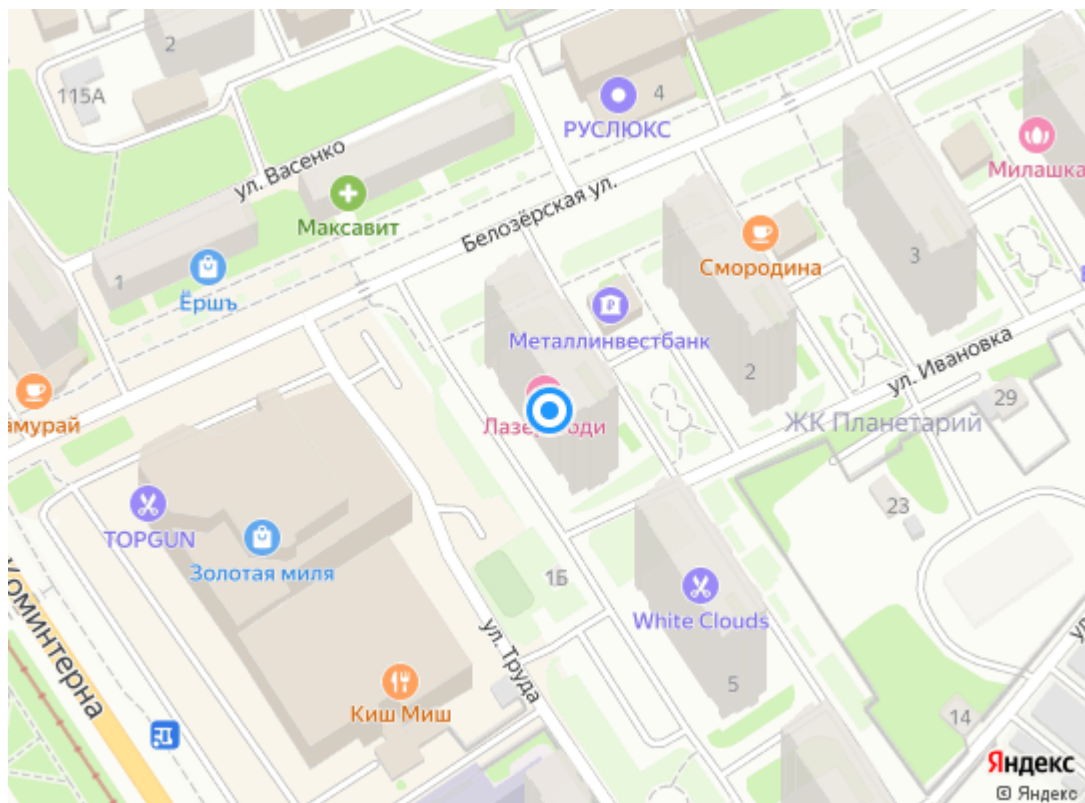 2
115А
4
РУСЛЮКС
ул. Васенко
Милашка
Максавит
Белозёрская ул.
Смородина
3
1
Ёршъ
Металлинвестбанк
2
ул. Ивановка
29
амурай
ЖК Планетарий
TOPGUN
23
Золотая миля
1Б
White Clouds
Коминтерна
ул. Труда
5
Киш Миш
14
Яндекс
© Яндекс